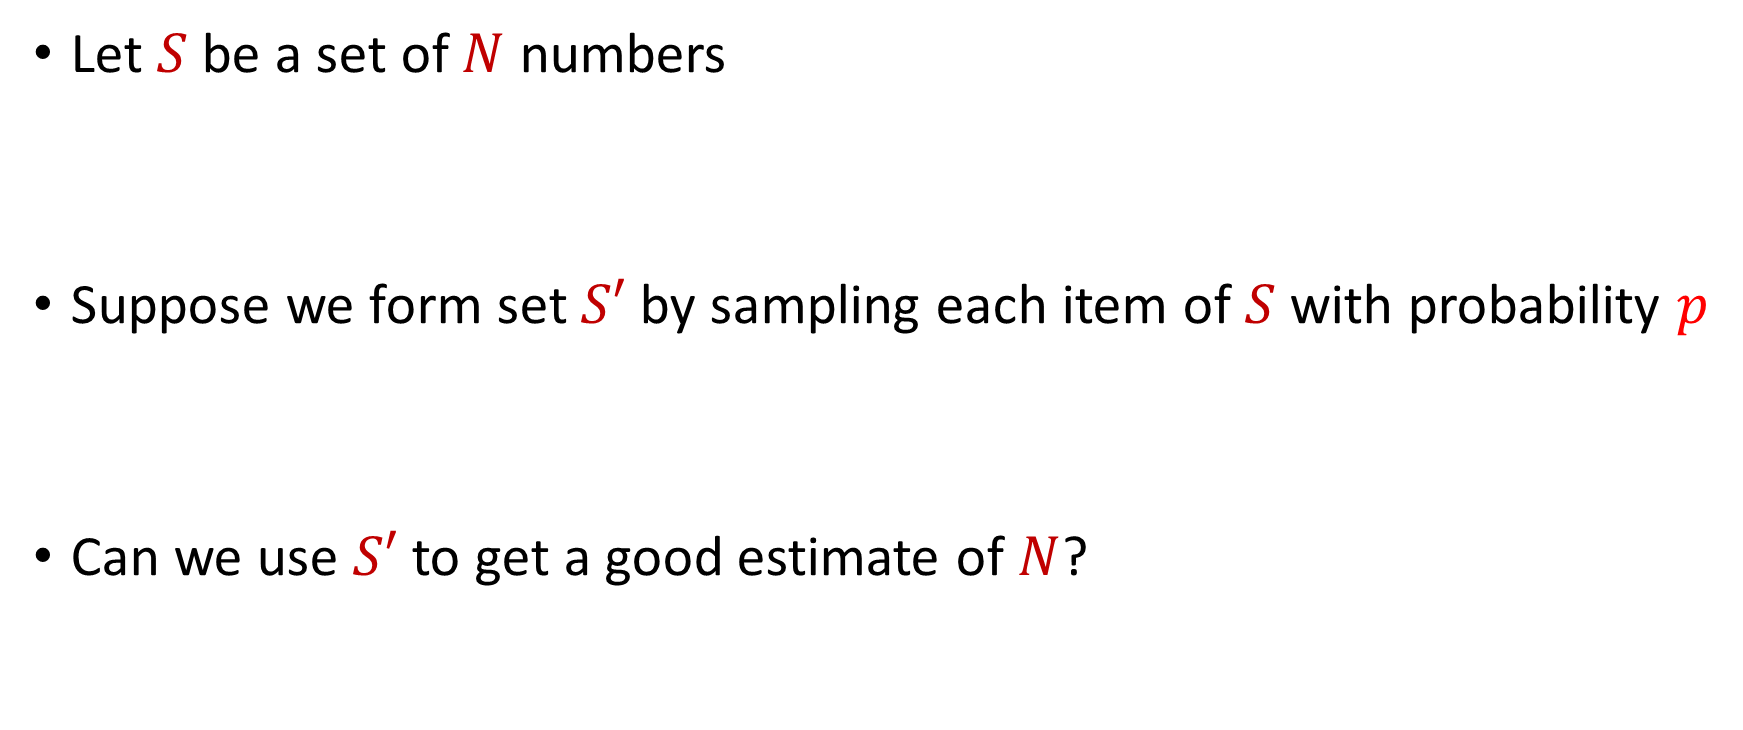 • Let S be a set of N numbers
• Suppose we form set S′ by sampling each item of S with probability p
• Can we use S′ to get a good estimate of N?